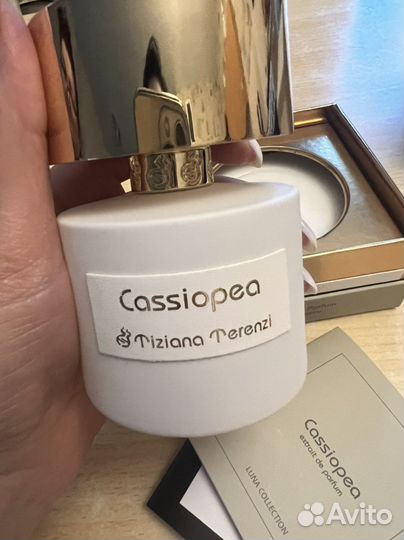 Cassiopea
Tiziana Terenzi
Cassiopea
extrait de parfum
LUNA COLLECTION
Avito